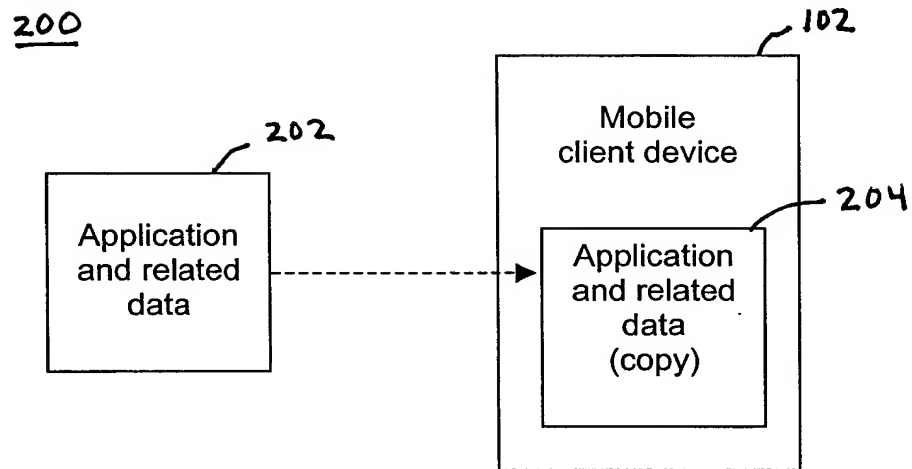 200
102
Mobile
client device
202
204
Application
and related
data
Application
and related
data
(copy)